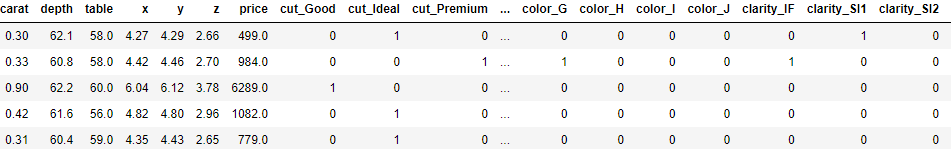 carat depth table x y z price cut_Good cut_Ideal cut_Premium ... color_G color_H color_I color_J clarity_IF clarity_SI1 clarity_SI2
0.30 62.1 58.0 4.27 4.29 2.66 499.0 0 1 0 ... 0 0 0 0 0 1 0
0.33 60.8 58.0 4.42 4.46 2.70 984.0 0 0 1 ... 1 0 0 0 1 0 0
0.90 62.2 60.0 6.04 6.12 3.78 6289.0 1 0 0 ... 0 0 0 0 0 0 0
0.42 61.6 56.0 4.82 4.80 2.96 1082.0 0 1 0 ... 0 0 0 0 0 0 0
0.31 60.4 59.0 4.35 4.43 2.65 779.0 0 1 0 ... 0 0 0 0 0 0 0